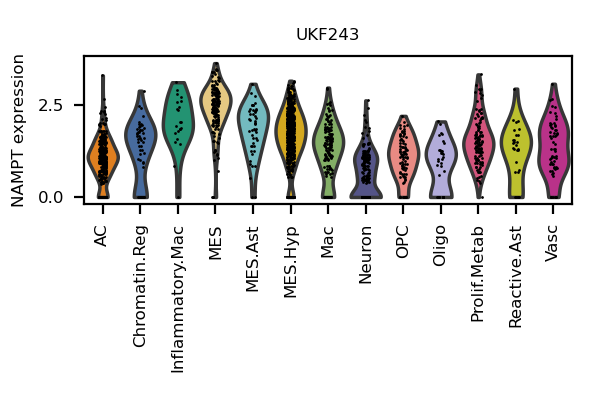 UKF243
NAMPT expression
2.5
0.0
AC
Chromatin.Reg
Inflammatory.Mac
MES
MES.Ast
MES.Hyp
Mac
Neuron
OPC
Oligo
Prolif.Metab
Reactive.Ast
Vasc